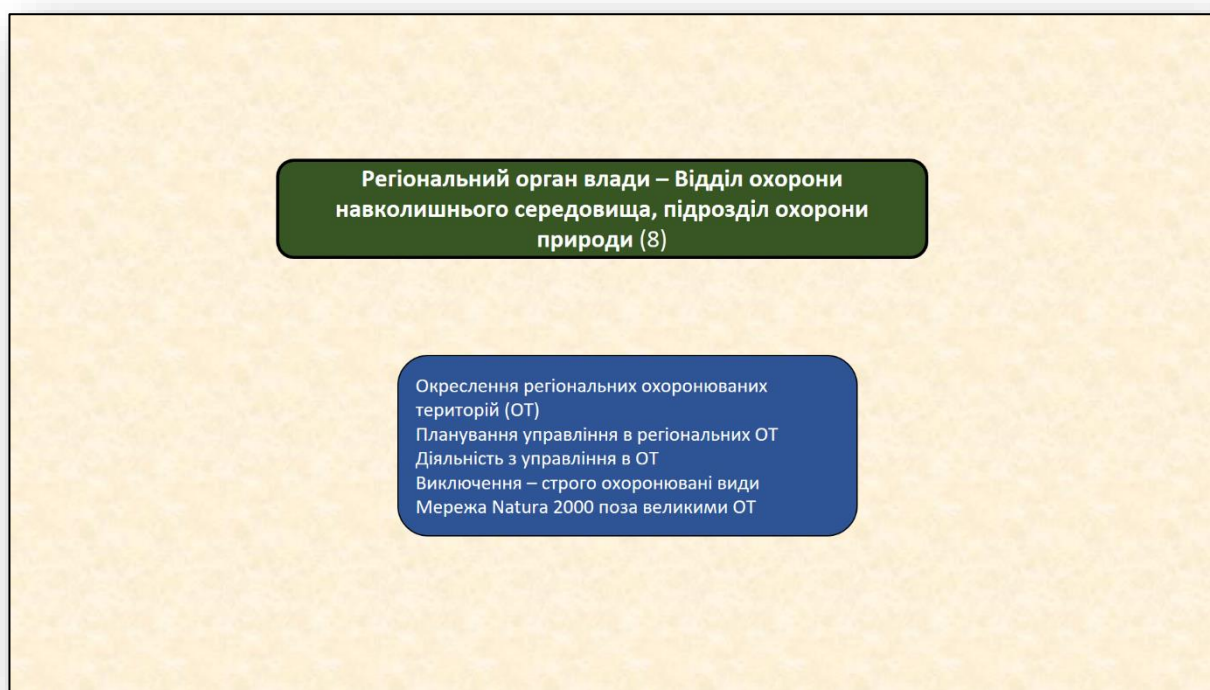 Регіональний орган влади – Відділ охорони
навколишнього середовища, підрозділ охорони
природи (8)
Окреслення регіональних охоронюваних
територій (ОТ)
Планування управління в регіональних ОТ
Діяльність з управління в ОТ
Виключення – строго охоронювані види
Мережа Natura 2000 поза великими ОТ